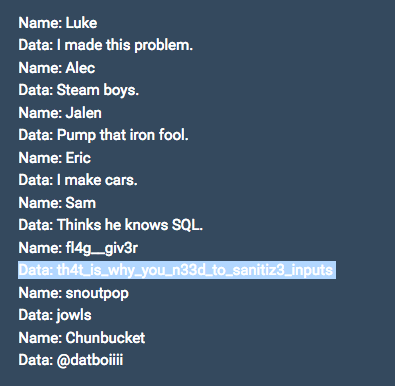 Name: Luke
Data: I made this problem.
Name: Alec
Data: Steam boys.
Name: Jalen
Data: Pump that iron fool.
Name: Eric
Data: I make cars.
Name: Sam
Data: Thinks he knows SQL.
Name: fl4g__giv3r
Data: th4t_is_why_you_n33d_to_sanitiz3_inputs
Name: snoutpop
Data: jowls
Name: Chunbucket
Data: @datboiiii